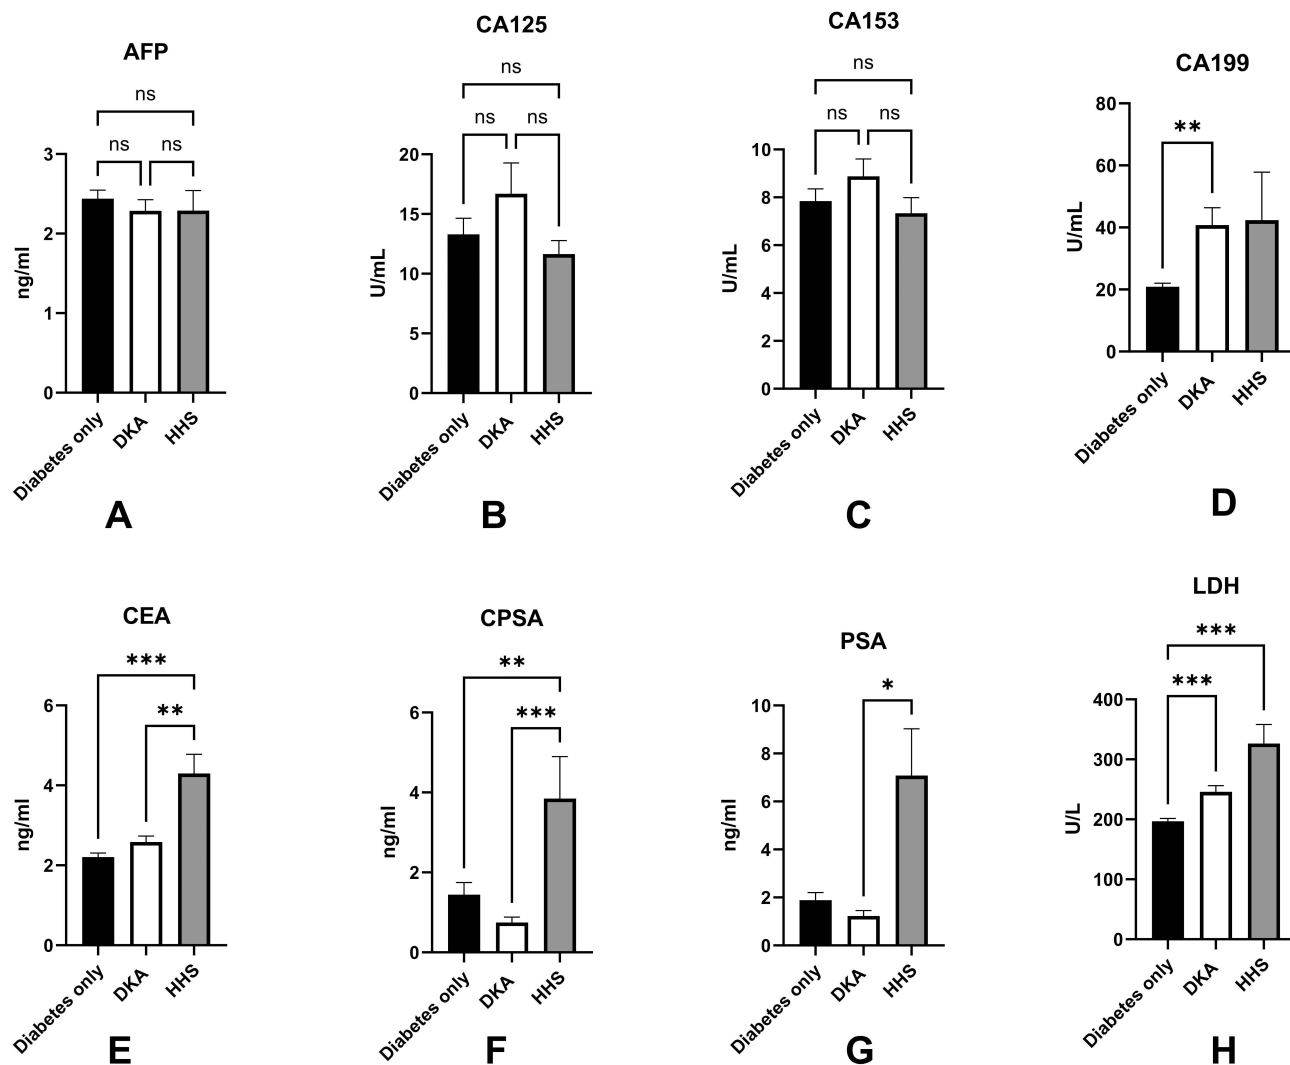 AFP
ns
ns ns
3
2
1
0
ng/ml
Diabetes only
DKA
HHS
A
CA125
ns
ns ns
20
15
10
5
0
U/mL
Diabetes only
DKA
HHS
B
CA153
ns
ns ns
10
8
6
4
2
0
U/mL
Diabetes only
DKA
HHS
C
CA199
**
80
60
40
20
0
U/mL
Diabetes only
DKA
HHS
D
CEA
***
**
6
4
2
0
ng/ml
Diabetes only
DKA
HHS
E
CPSA
**
***
6
4
2
0
ng/ml
Diabetes only
DKA
HHS
F
PSA
*
10
8
6
4
2
0
ng/ml
Diabetes only
DKA
HHS
G
LDH
***
***
400
300
200
100
0
U/L
Diabetes only
DKA
HHS
H